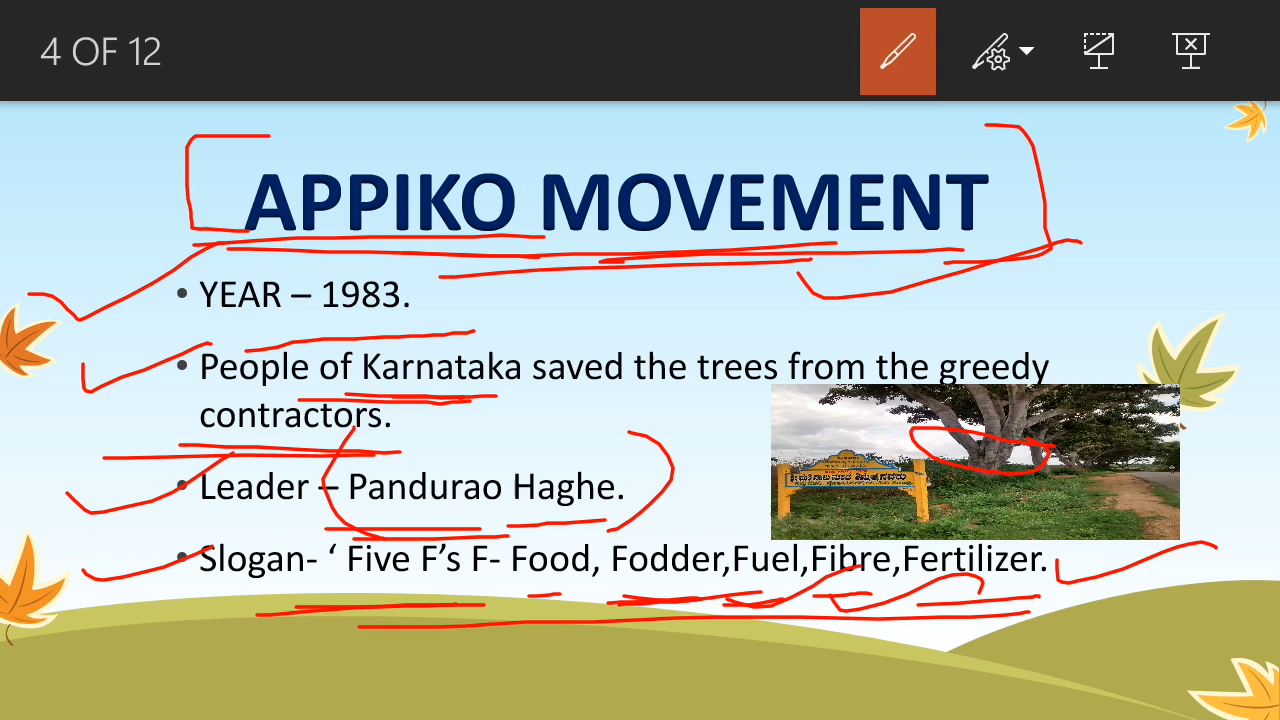 4 OF 12
APPIKO MOVEMENT
• YEAR – 1983.
• People of Karnataka saved the trees from the greedy
contractors.
• Leader – Pandurao Haghe.
• Slogan- ‘ Five F’s F- Food, Fodder,Fuel,Fibre,Fertilizer.